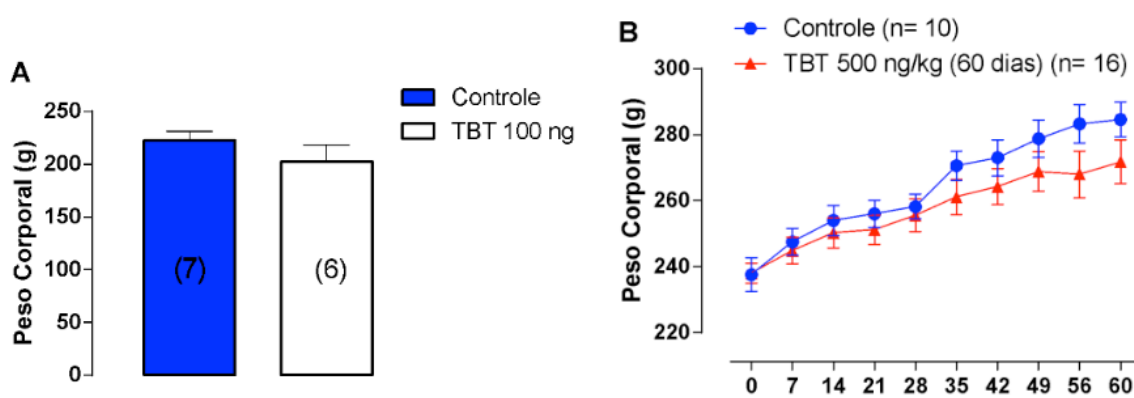 A
Controle
TBT 100 ng
Peso Corporal (g)
250
200
150
100
50
0
(7)
(6)
B
Controle (n= 10)
TBT 500 ng/kg (60 dias) (n= 16)
Peso Corporal (g)
300
280
260
240
220
0 7 14 21 28 35 42 49 56 60